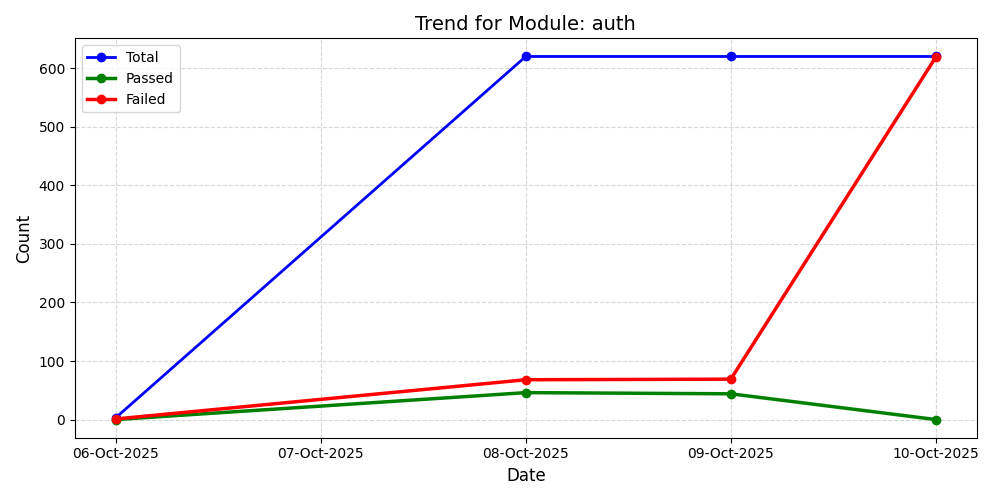 Trend for Module: auth
Total
Passed
Failed
600
500
400
300
200
100
0
Count
06-Oct-2025 07-Oct-2025 08-Oct-2025 09-Oct-2025 10-Oct-2025
Date